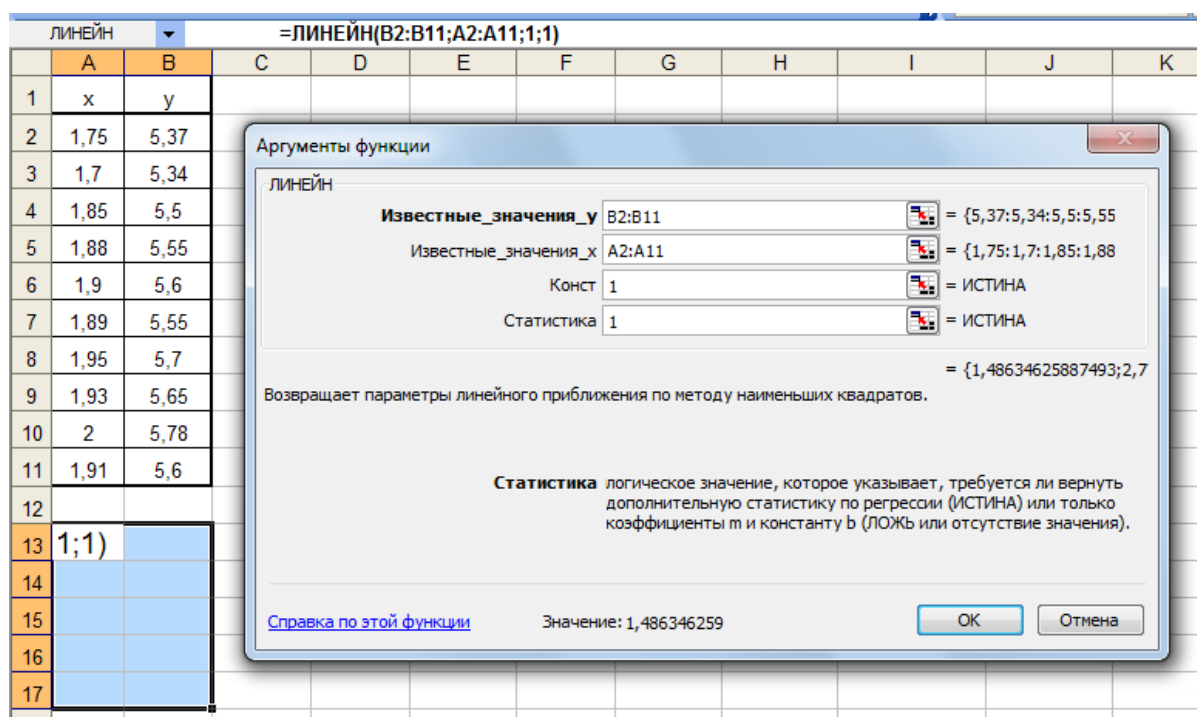 ЛИНЕЙН =ЛИНЕЙН(B2:B11;A2:A11;1;1)
A B C D E F G H I J K
1 x y
2 1,75 5,37
3 1,7 5,34
4 1,85 5,5
5 1,88 5,55
6 1,9 5,6
7 1,89 5,55
8 1,95 5,7
9 1,93 5,65
10 2 5,78
11 1,91 5,6
12
13 1;1)
14
15
16
17
Аргументы функции
ЛИНЕЙН
Известные_значения_y B2:B11 = {5,37:5,34:5,5:5,55
Известные_значения_x A2:A11 = {1,75:1,7:1,85:1,88
Конст 1 = ИСТИНА
Статистика 1 = ИСТИНА
= {1,48634625887493;2,7
Возвращает параметры линейного приближения по методу наименьших квадратов.
Статистика логическое значение, которое указывает, требуется ли вернуть
дополнительную статистику по регрессии (ИСТИНА) или только
коэффициенты m и константу b (ЛОЖЬ или отсутствие значения).
Справка по этой функции Значение: 1,486346259 OK Отмена